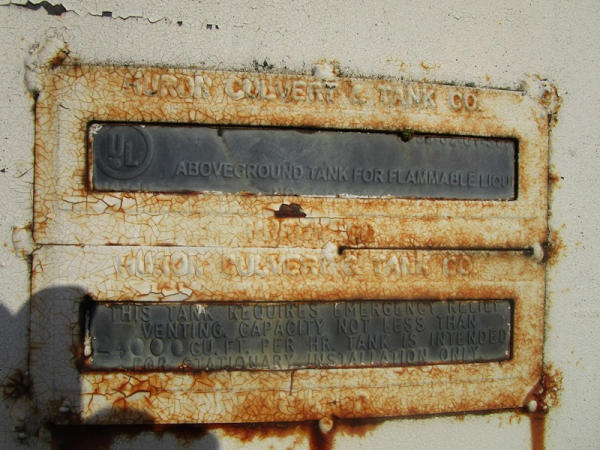 HURON CULVERT & TANK CO.
UL
ABOVEGROUND TANK FOR FLAMMABLE LIQU
HURON CULVERT & TANK CO.
THIS TANK REQUIRES EMERGENCY RELIEF
VENTING CAPACITY NOT LESS THAN
4000 CU FT PER HR. TANK IS INTENDED
FOR STATIONARY INSTALLATION ONLY